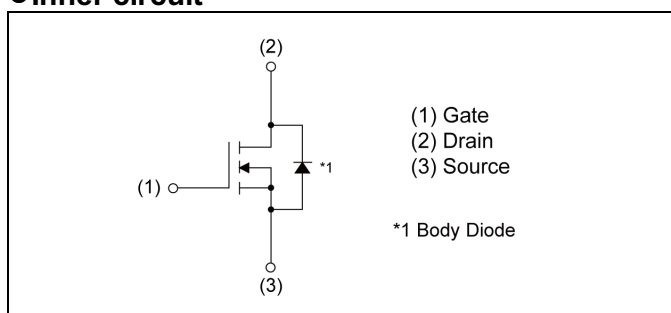 Inner circuit
(2)
(1) Gate
(2) Drain
(3) Source
*1
(1)
*1 Body Diode
(3)